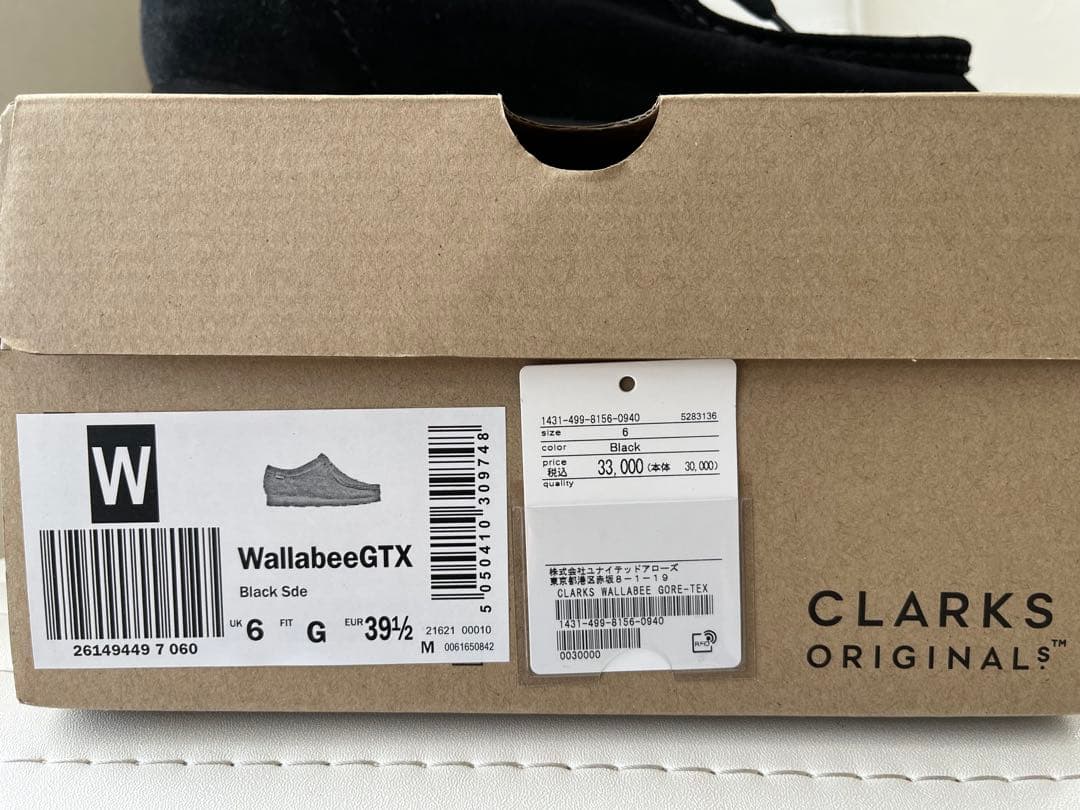 W
WallabeeGTX
Black Sde
UK 6 FIT G EUR 39½
21621 00010
M 0061650842
26149449 7 060
5 050410 309748
1431-499-8156-0940 5283136
size 6
color Black
price 税込 33,000 (本体 30,000)
quality
株式会社ユナイテッドアローズ
東京都港区赤坂8-1-19
CLARKS WALLABEE GORE-TEX
1431-499-8156-0940
0030000
RFID
CLARKS
ORIGINALS.™